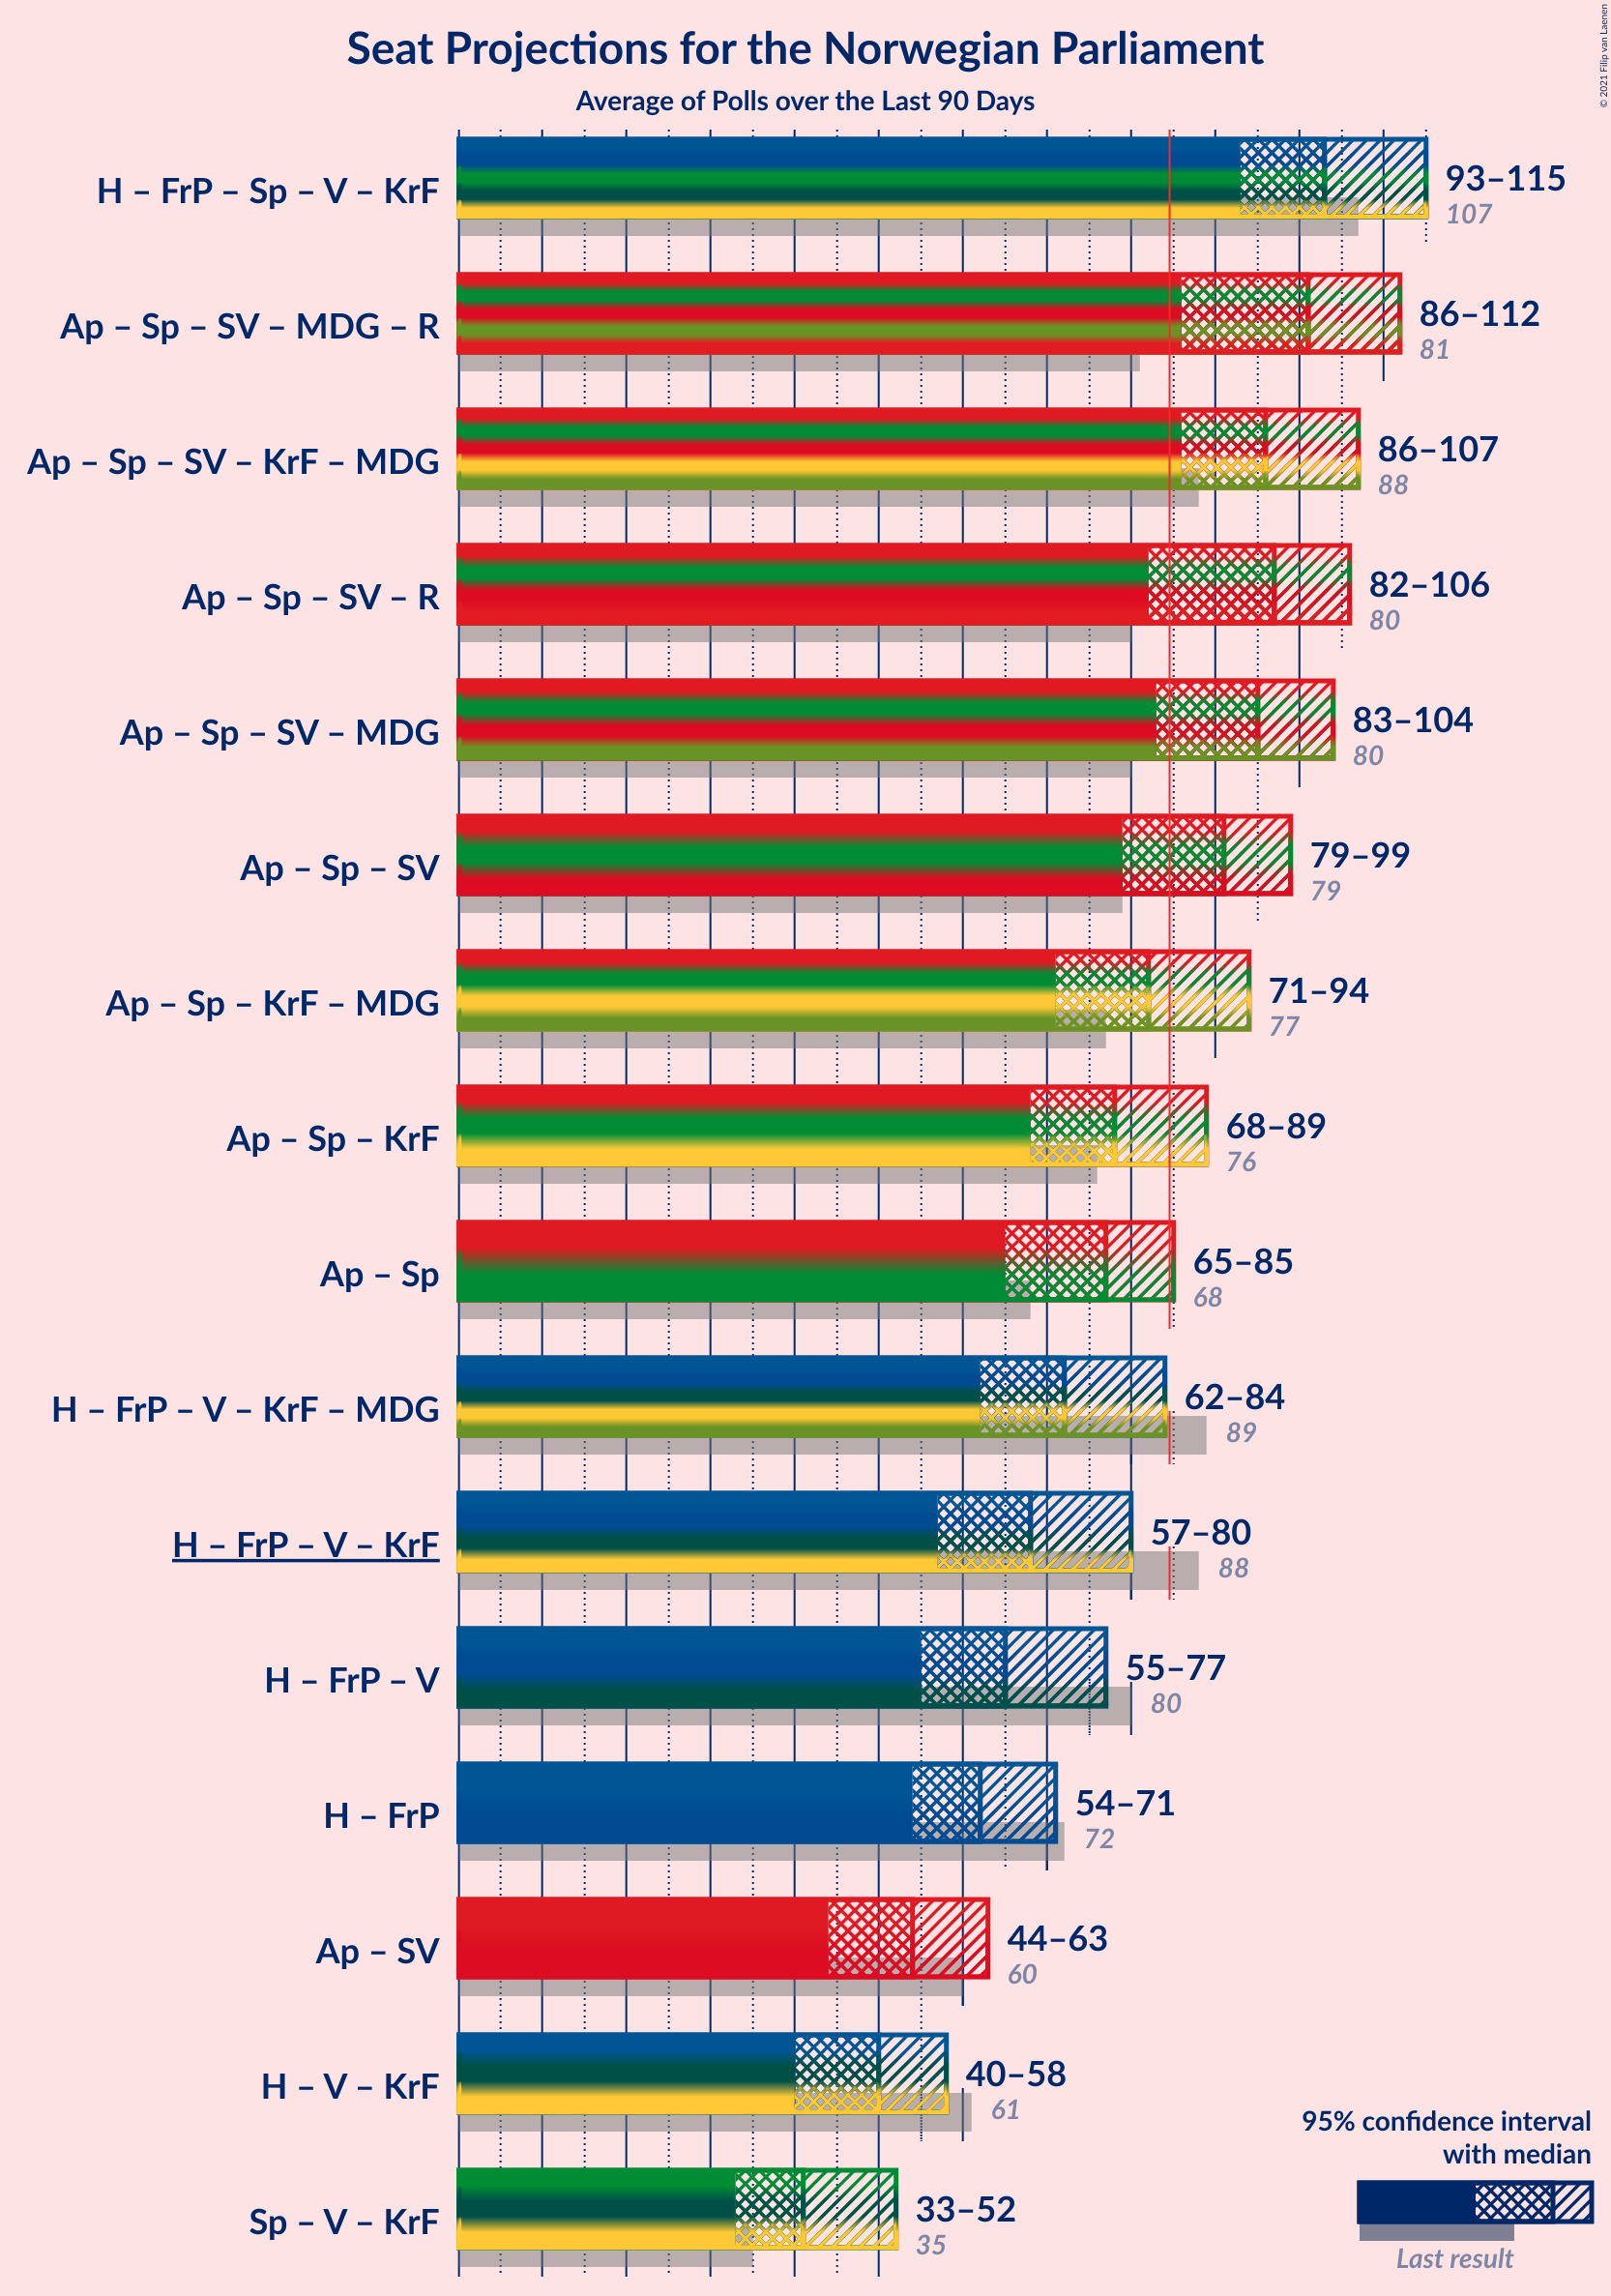 Seat Projections for the Norwegian Parliament
Average of Polls over the Last 90 Days
© 2021 Filip van Laenen
H – FrP – Sp – V – KrF
93–115
107
Ap – Sp – SV – MDG – R
86–112
81
Ap – Sp – SV – KrF – MDG
86–107
88
Ap – Sp – SV – R
82–106
80
Ap – Sp – SV – MDG
83–104
80
Ap – Sp – SV
79–99
79
Ap – Sp – KrF – MDG
71–94
77
Ap – Sp – KrF
68–89
76
Ap – Sp
65–85
68
H – FrP – V – KrF – MDG
62–84
89
H – FrP – V – KrF
57–80
88
H – FrP – V
55–77
80
H – FrP
54–71
72
Ap – SV
44–63
60
H – V – KrF
40–58
61
Sp – V – KrF
33–52
35
95% confidence interval
with median
Last result